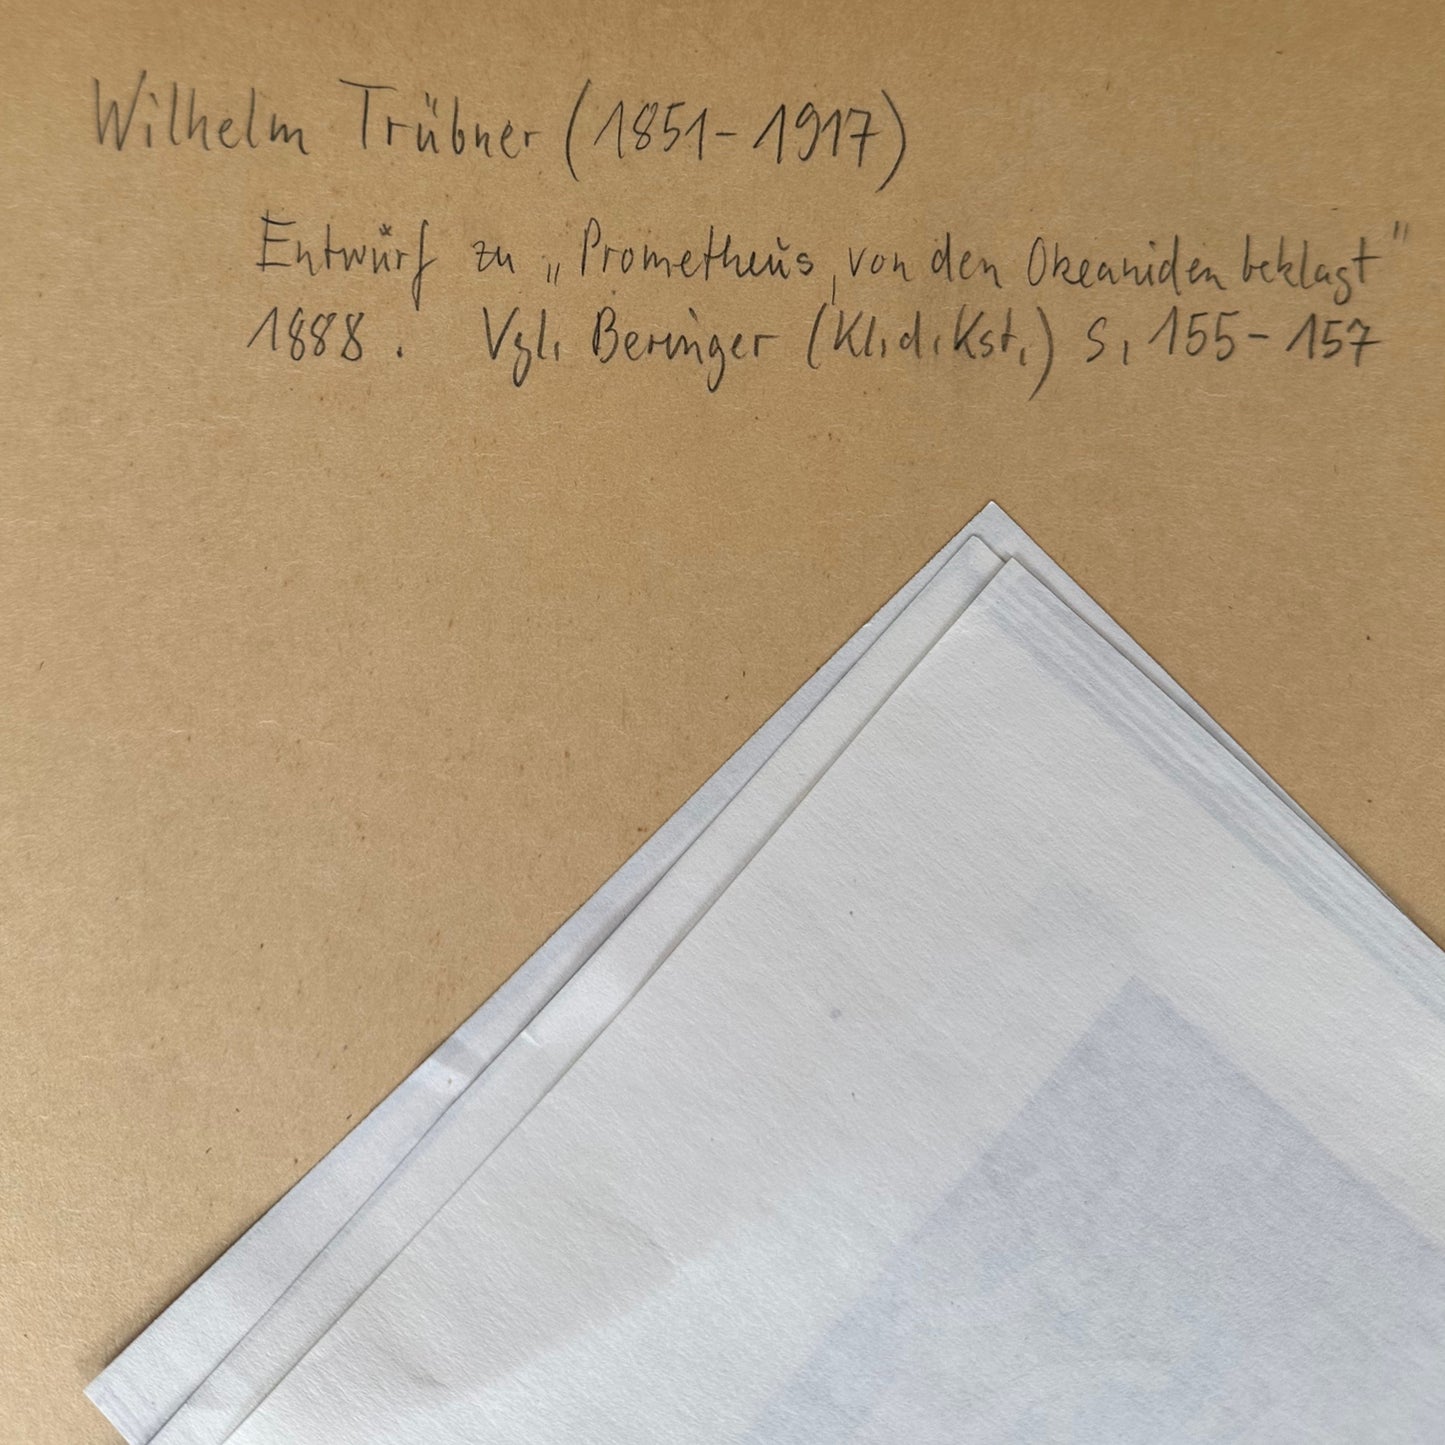 Wilhelm Trübner (1851-1917)
Entwurf zu „Prometheus, von den Okeaniden beklagt"
1888. Vgl. Beringer (Kl. d. Kst.) S. 155-157